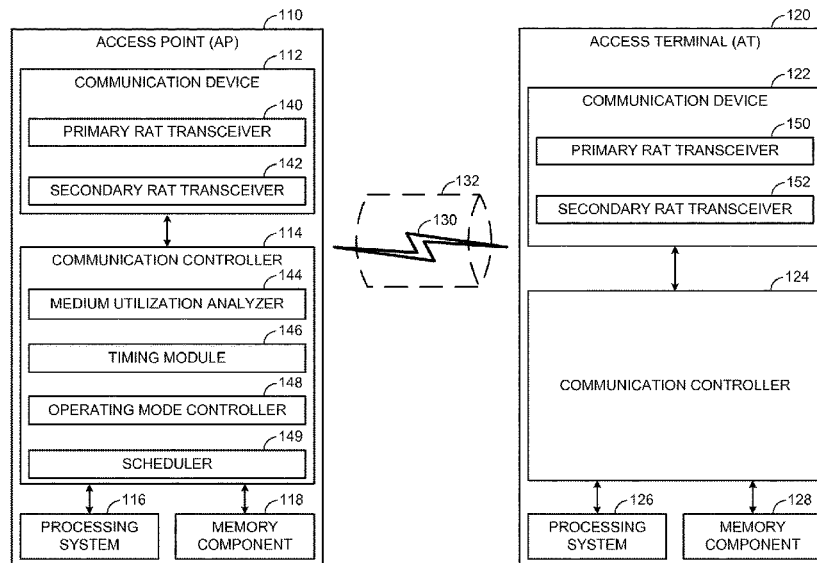 110
ACCESS POINT (AP)
112
COMMUNICATION DEVICE
140
PRIMARY RAT TRANSCEIVER
142
SECONDARY RAT TRANSCEIVER
114
COMMUNICATION CONTROLLER
144
MEDIUM UTILIZATION ANALYZER
146
TIMING MODULE
148
OPERATING MODE CONTROLLER
149
SCHEDULER
116
PROCESSING
SYSTEM
118
MEMORY
COMPONENT
132
130
120
ACCESS TERMINAL (AT)
122
COMMUNICATION DEVICE
150
PRIMARY RAT TRANSCEIVER
152
SECONDARY RAT TRANSCEIVER
124
COMMUNICATION CONTROLLER
126
PROCESSING
SYSTEM
128
MEMORY
COMPONENT